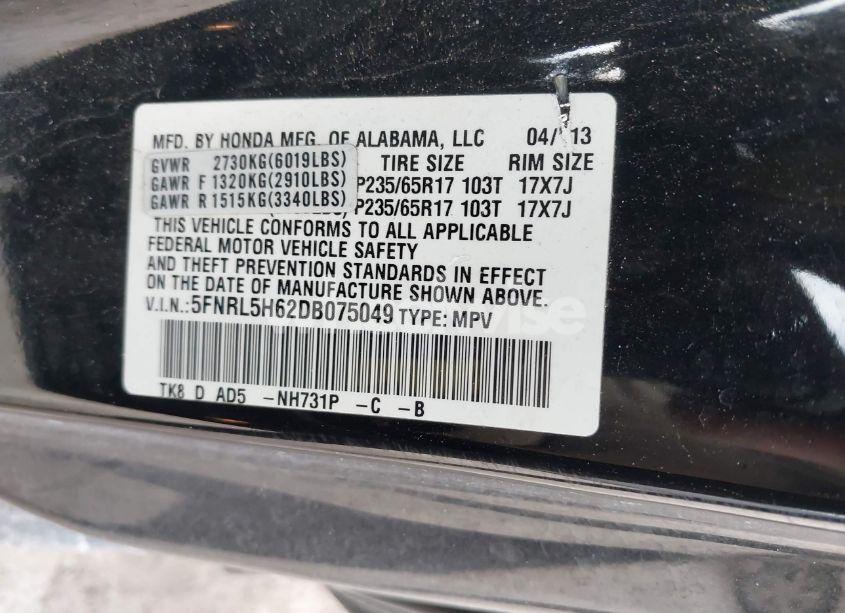 MFD. BY HONDA MFG. OF ALABAMA, LLC 04/13
GVWR 2730KG(6019LBS) TIRE SIZE RIM SIZE
GAWR F 1320KG(2910LBS) P235/65R17 103T 17X7J
GAWR R 1515KG(3340LBS) P235/65R17 103T 17X7J
THIS VEHICLE CONFORMS TO ALL APPLICABLE
FEDERAL MOTOR VEHICLE SAFETY
AND THEFT PREVENTION STANDARDS IN EFFECT
ON THE DATE OF MANUFACTURE SHOWN ABOVE.
V.I.N.: 5FNRL5H62DB075049 TYPE: MPV
TK8 D AD5 -NH731P -C -B